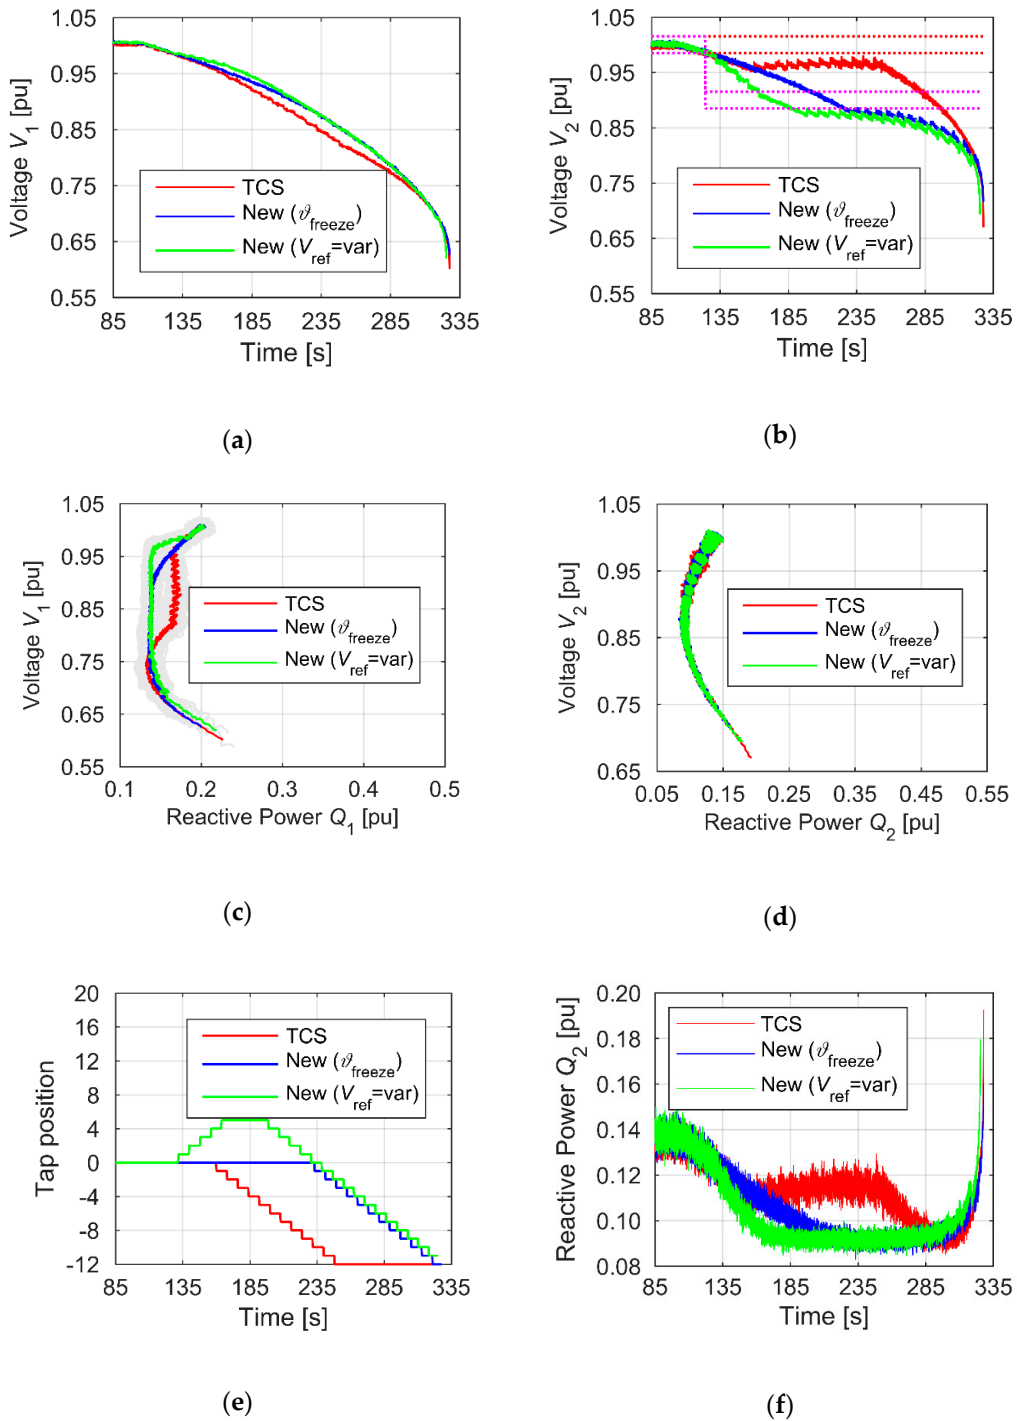 1.05
0.95
0.85
0.75
0.65
0.55
Voltage V1 [pu]
TCS
New (ϑfreeze)
New (Vref=var)
85 135 185 235 285 335
Time [s]
(a)
1.05
0.95
0.85
0.75
0.65
0.55
Voltage V2 [pu]
TCS
New (ϑfreeze)
New (Vref=var)
85 135 185 235 285 335
Time [s]
(b)
1.05
0.95
0.85
0.75
0.65
0.55
Voltage V1 [pu]
TCS
New (ϑfreeze)
New (Vref=var)
0.1 0.2 0.3 0.4 0.5
Reactive Power Q1 [pu]
(c)
1.05
0.95
0.85
0.75
0.65
Voltage V2 [pu]
TCS
New (ϑfreeze)
New (Vref=var)
0.05 0.15 0.25 0.35 0.45 0.55
Reactive Power Q2 [pu]
(d)
20
16
12
8
4
0
-4
-8
-12
Tap position
TCS
New (ϑfreeze)
New (Vref=var)
85 135 185 235 285 335
Time [s]
(e)
0.20
0.18
0.16
0.14
0.12
0.10
0.08
Reactive Power Q2 [pu]
TCS
New (ϑfreeze)
New (Vref=var)
85 135 185 235 285 335
Time [s]
(f)